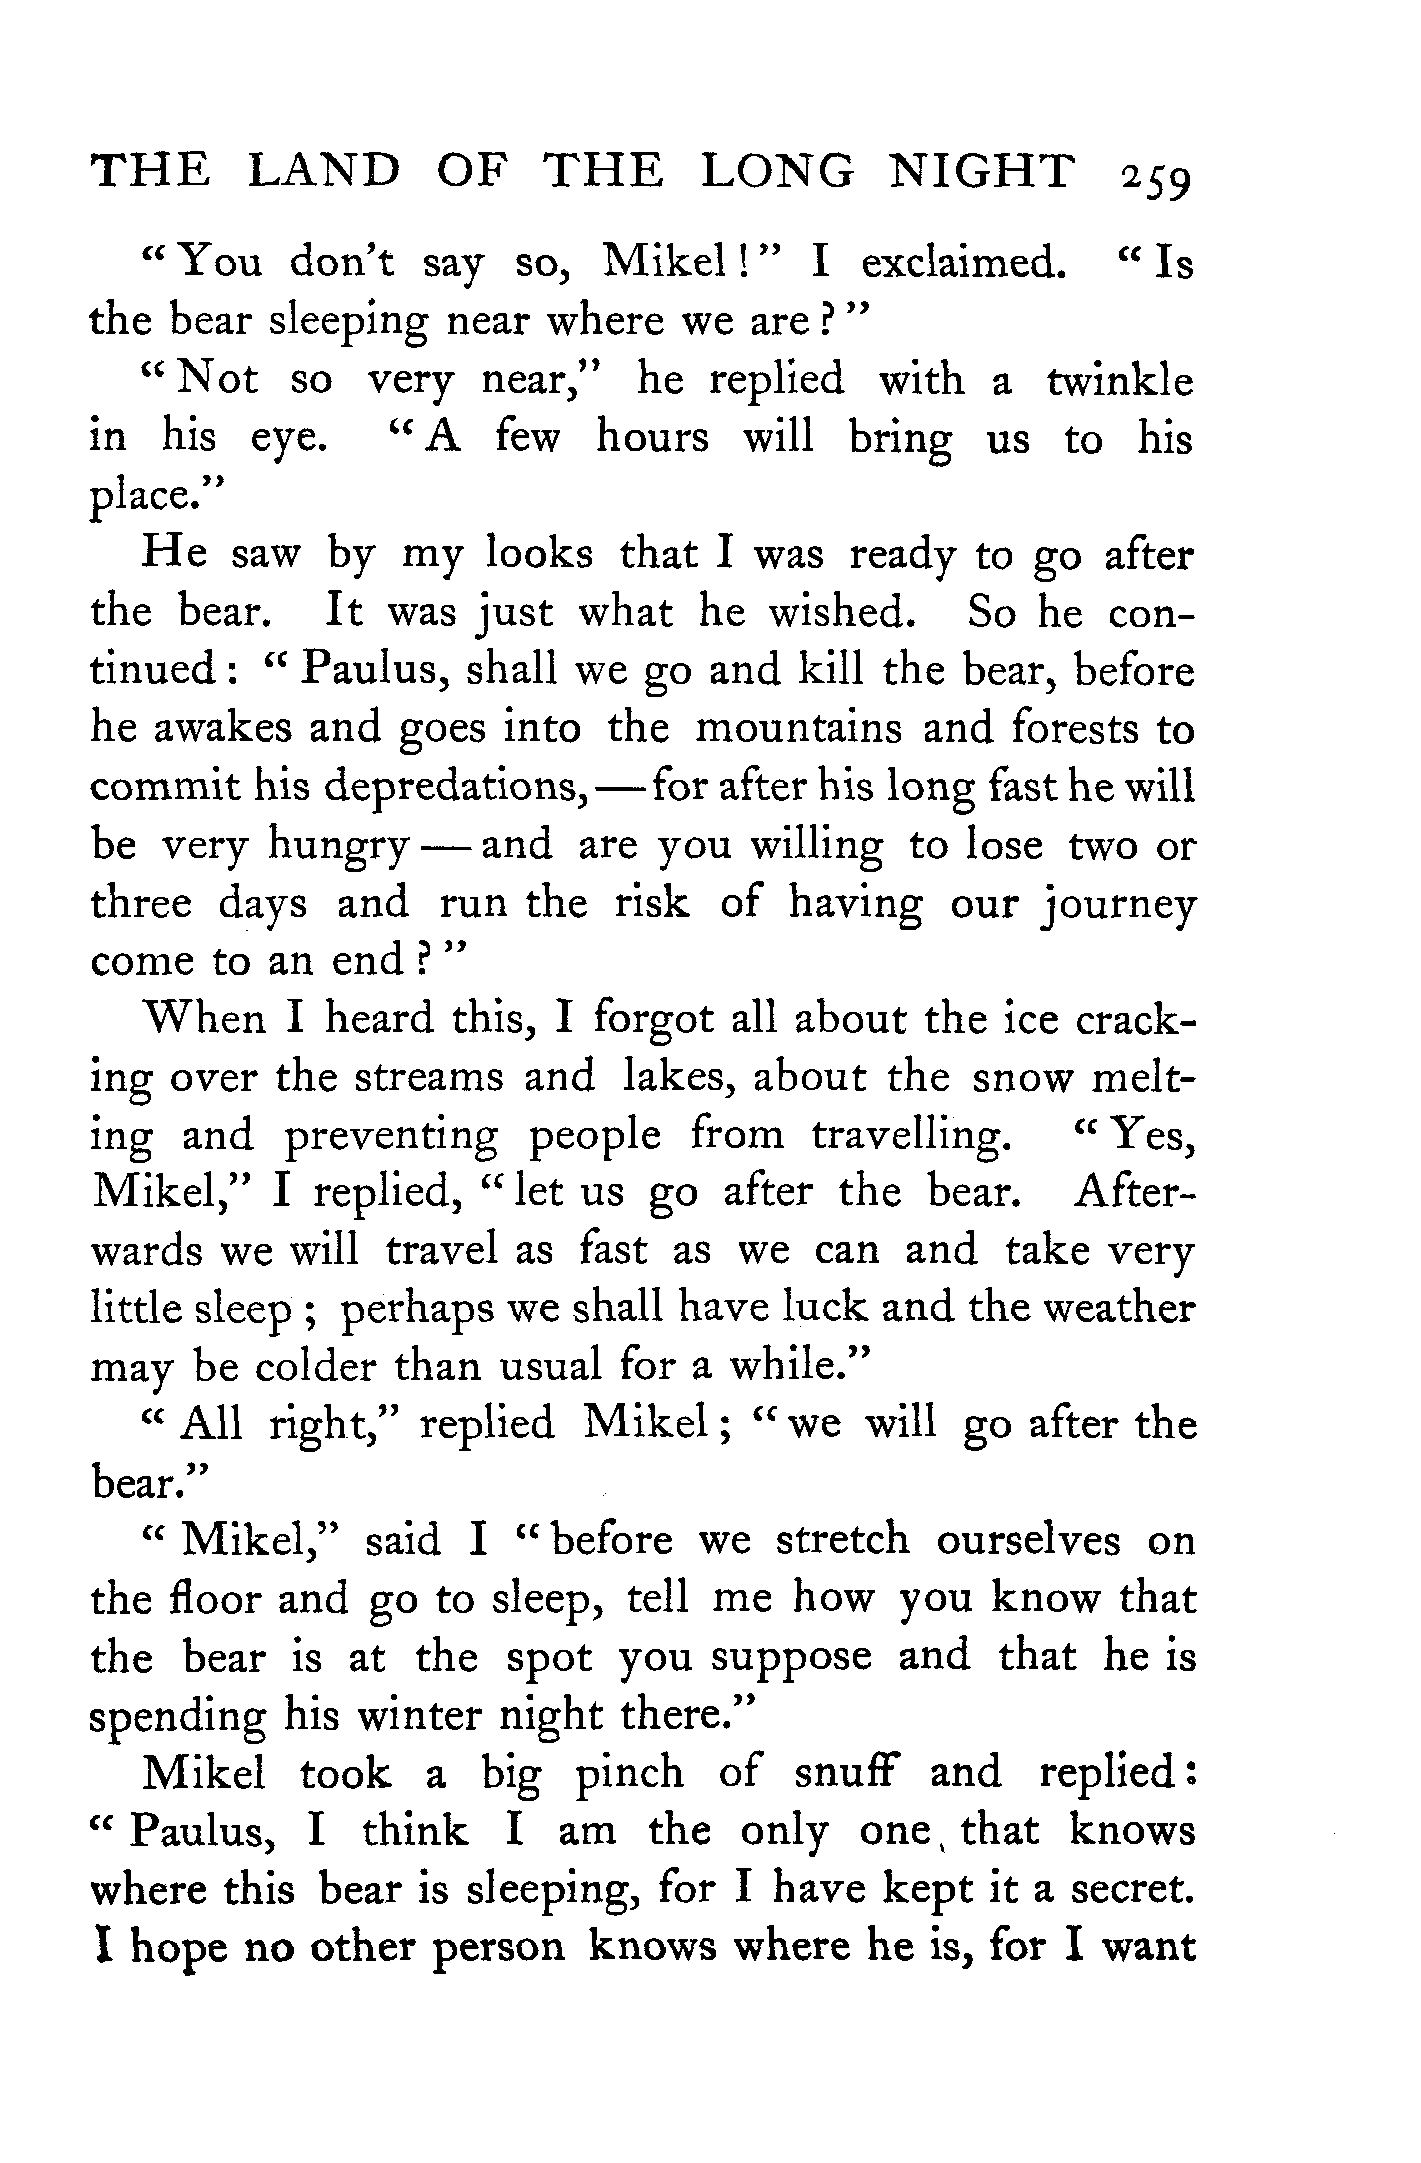 THE LAND OF THE LONG NIGHT 259
“You don’t say so, Mikel!” I exclaimed. “Is
the bear sleeping near where we are?”
“Not so very near,” he replied with a twinkle
in his eye. “A few hours will bring us to his
place.”
He saw by my looks that I was ready to go after
the bear. It was just what he wished. So he con-
tinued: “Paulus, shall we go and kill the bear, before
he awakes and goes into the mountains and forests to
commit his depredations,—for after his long fast he will
be very hungry—and are you willing to lose two or
three days and run the risk of having our journey
come to an end?”
When I heard this, I forgot all about the ice crack-
ing over the streams and lakes, about the snow melt-
ing and preventing people from travelling. “Yes,
Mikel,” I replied, “let us go after the bear. After-
wards we will travel as fast as we can and take very
little sleep; perhaps we shall have luck and the weather
may be colder than usual for a while.”
“All right,” replied Mikel; “we will go after the
bear.”
“Mikel,” said I “before we stretch ourselves on
the floor and go to sleep, tell me how you know that
the bear is at the spot you suppose and that he is
spending his winter night there.”
Mikel took a big pinch of snuff and replied:
“Paulus, I think I am the only one that knows
where this bear is sleeping, for I have kept it a secret.
I hope no other person knows where he is, for I want